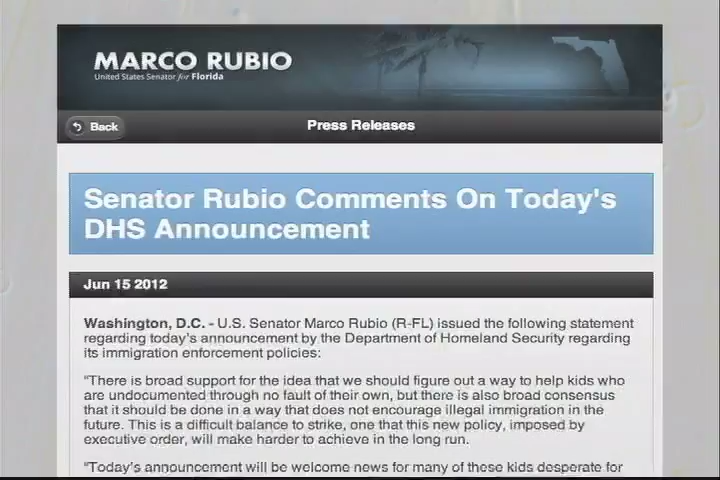 MARCO RUBIO
United States Senator for Florida
Back
Press Releases
Senator Rubio Comments On Today's
DHS Announcement
Jun 15 2012
Washington, D.C. - U.S. Senator Marco Rubio (R-FL) issued the following statement
regarding today's announcement by the Department of Homeland Security regarding
its immigration enforcement policies:
"There is broad support for the idea that we should figure out a way to help kids who
are undocumented through no fault of their own, but there is also broad consensus
that it should be done in a way that does not encourage illegal immigration in the
future. This is a difficult balance to strike, one that this new policy, imposed by
executive order, will make harder to achieve in the long run.
"Today's announcement will be welcome news for many of these kids desperate for